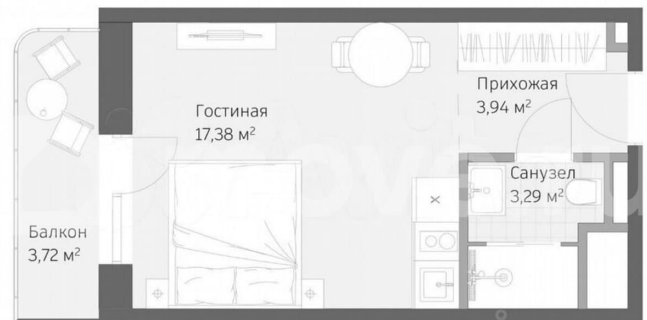 Прихожая
3,94 м²
Гостиная
17,38 м²
Санузел
3,29 м²
Балкон
3,72 м²